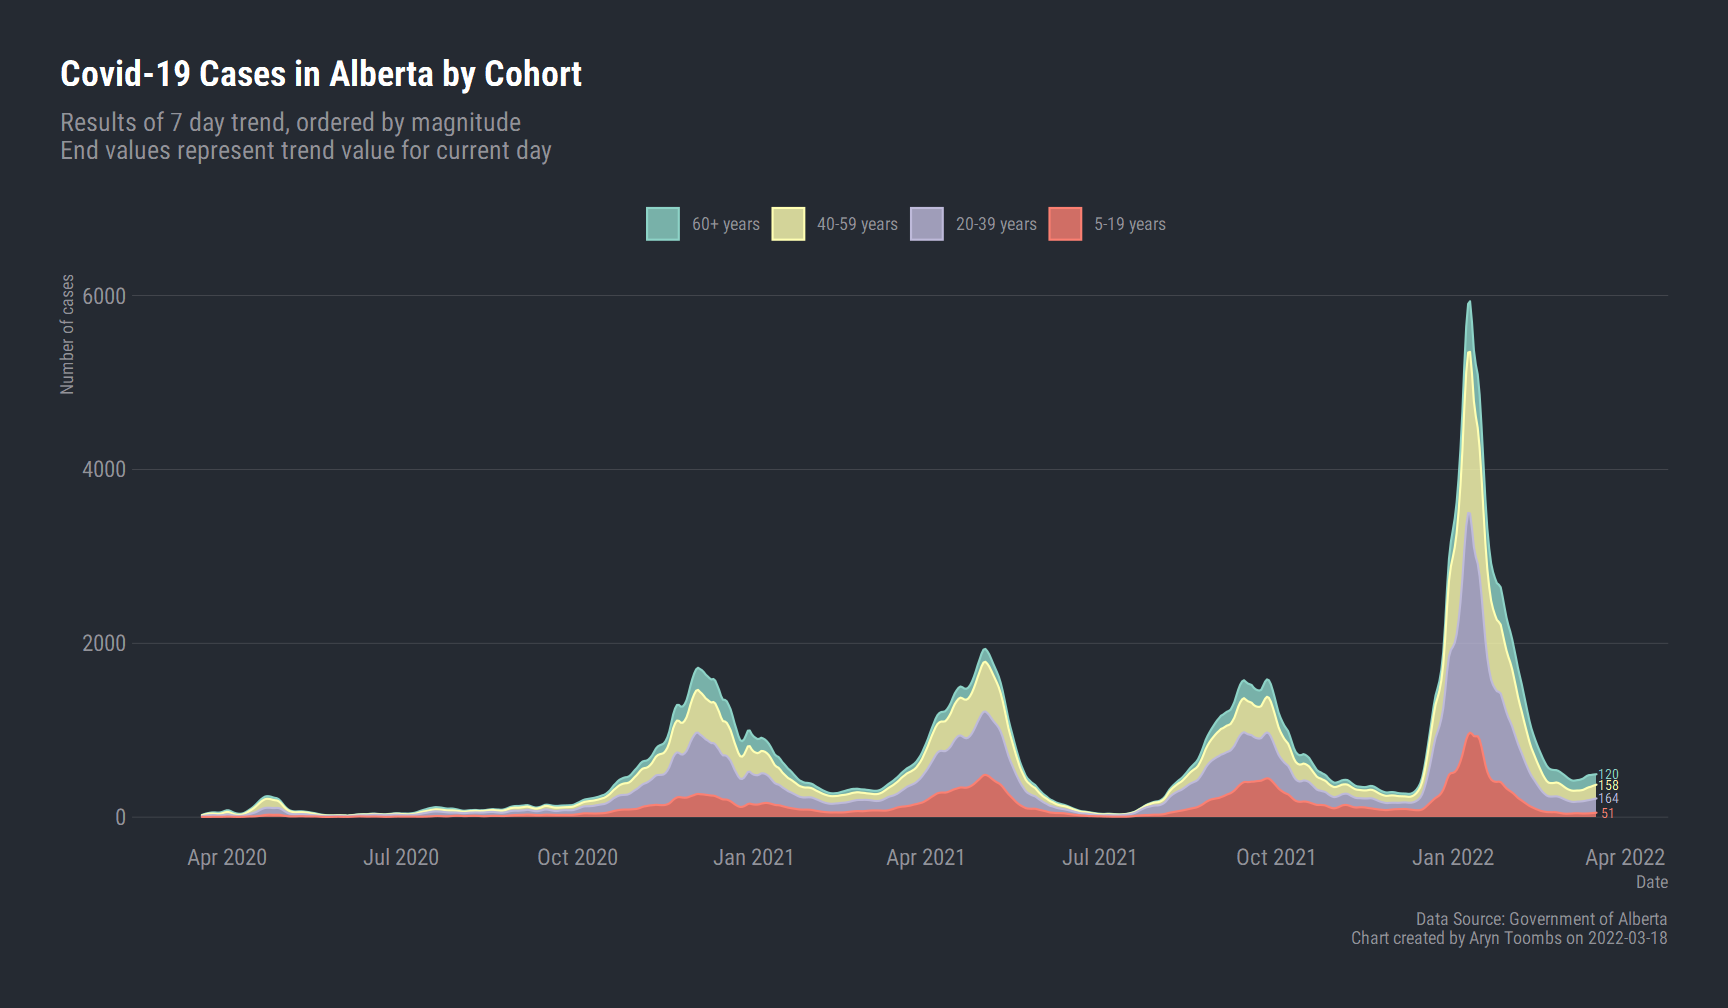 Covid-19 Cases in Alberta by Cohort
Results of 7 day trend, ordered by magnitude
End values represent trend value for current day
60+ years 40-59 years 20-39 years 5-19 years
Number of cases
6000
4000
2000
0
120
158
164
51
Apr 2020 Jul 2020 Oct 2020 Jan 2021 Apr 2021 Jul 2021 Oct 2021 Jan 2022 Apr 2022
Date
Data Source: Government of Alberta
Chart created by Aryn Toombs on 2022-03-18